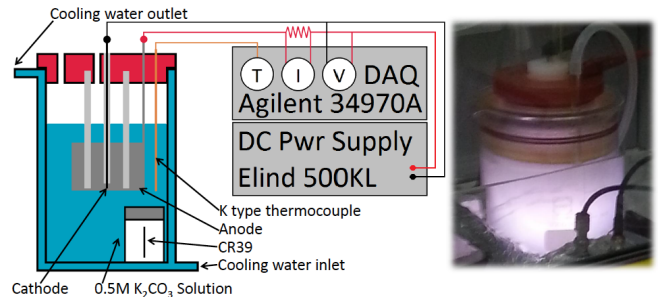 Cooling water outlet
T I V DAQ
Agilent 34970A
DC Pwr Supply
Elind 500KL
K type thermocouple
Anode
CR39
Cooling water inlet
Cathode 0.5M K₂CO₃ Solution